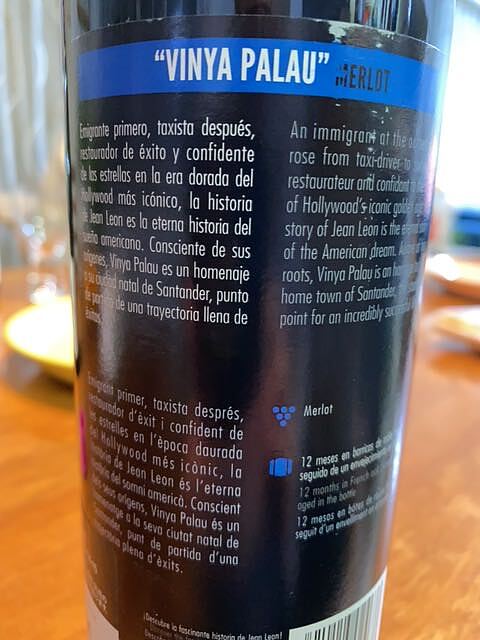 "VINYA PALAU" MERLOT
Emigrante primero, taxista después,
restaurador de éxito y confidente
de las estrellas en la era dorada del
Hollywood más icónico, la historia
de Jean Leon es la eterna historia del
sueño americano. Consciente de sus
orígenes, Vinya Palau es un homenaje
a su ciudad natal de Santander, punto
de partida de una trayectoria llena de
éxitos.
An immigrant at the
rose from taxi-driver to
restaurateur and confidant
of Hollywood's iconic golden
story of Jean Leon is the
of the American dream.
roots, Vinya Palau is an
home town of Santander,
point for an incredibly
Emigrant primer, taxista després,
restaurador d'èxit i confident de
les estrelles en l'època daurada
del Hollywood més icònic, la
història de Jean Leon és l'eterna
història del somni americà. Conscient
dels seus orígens, Vinya Palau és un
homenatge a la seva ciutat natal de
Santander, punt de partida d'una
trajectòria plena d'èxits.
Merlot
12 meses en barricas de
seguido de un envejecimiento
12 months in French
aged in the bottle
12 mesos en bótes de
seguit d'un envelliment en
¡Descubre la fascinante historia de Jean Leon!